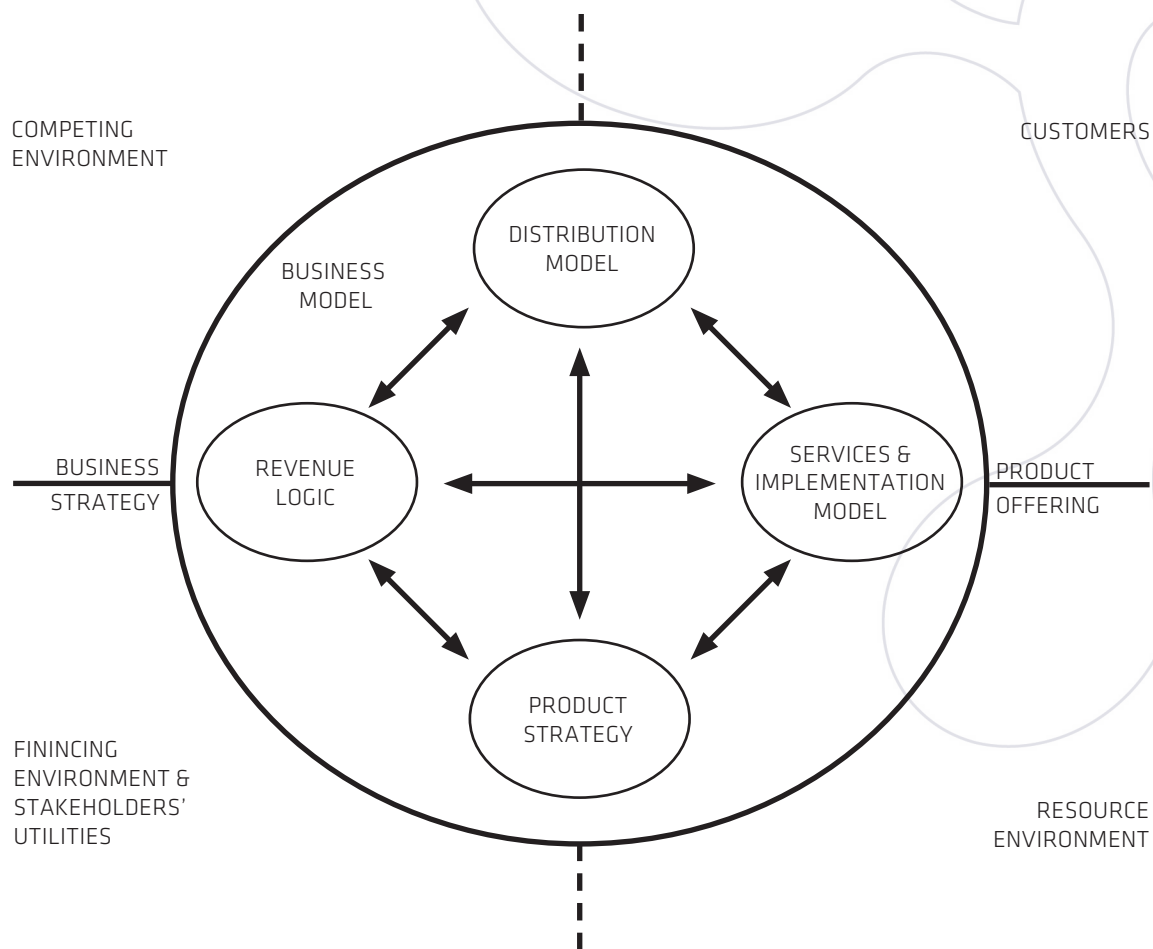 COMPETING
ENVIRONMENT
CUSTOMERS
DISTRIBUTION
MODEL
BUSINESS
MODEL
BUSINESS
STRATEGY
REVENUE
LOGIC
SERVICES &
IMPLEMENTATION
MODEL
PRODUCT
OFFERING
PRODUCT
STRATEGY
FININCING
ENVIRONMENT &
STAKEHOLDERS’
UTILITIES
RESOURCE
ENVIRONMENT